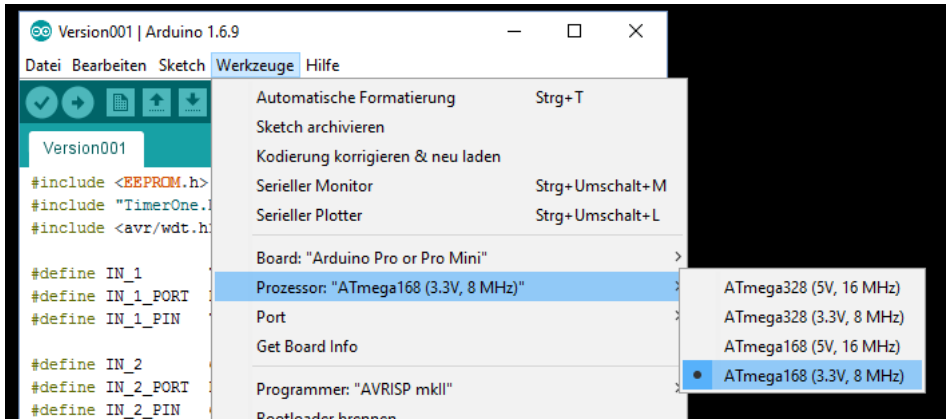 Version001 | Arduino 1.6.9
Datei Bearbeiten Sketch Werkzeuge Hilfe
Version001
#include <EEPROM.h>
#include "TimerOne.
#include <avr/wdt.h
#define IN_1
#define IN_1_PORT
#define IN_1_PIN
#define IN_2
#define IN_2_PORT
#define IN_2_PIN
Automatische Formatierung Strg+T
Sketch archivieren
Kodierung korrigieren & neu laden
Serieller Monitor Strg+Umschalt+M
Serieller Plotter Strg+Umschalt+L
Board: "Arduino Pro or Pro Mini"
Prozessor: "ATmega168 (3.3V, 8 MHz)"
Port
Get Board Info
Programmer: "AVRISP mkII"
Bootloader brennen
ATmega328 (5V, 16 MHz)
ATmega328 (3.3V, 8 MHz)
ATmega168 (5V, 16 MHz)
ATmega168 (3.3V, 8 MHz)